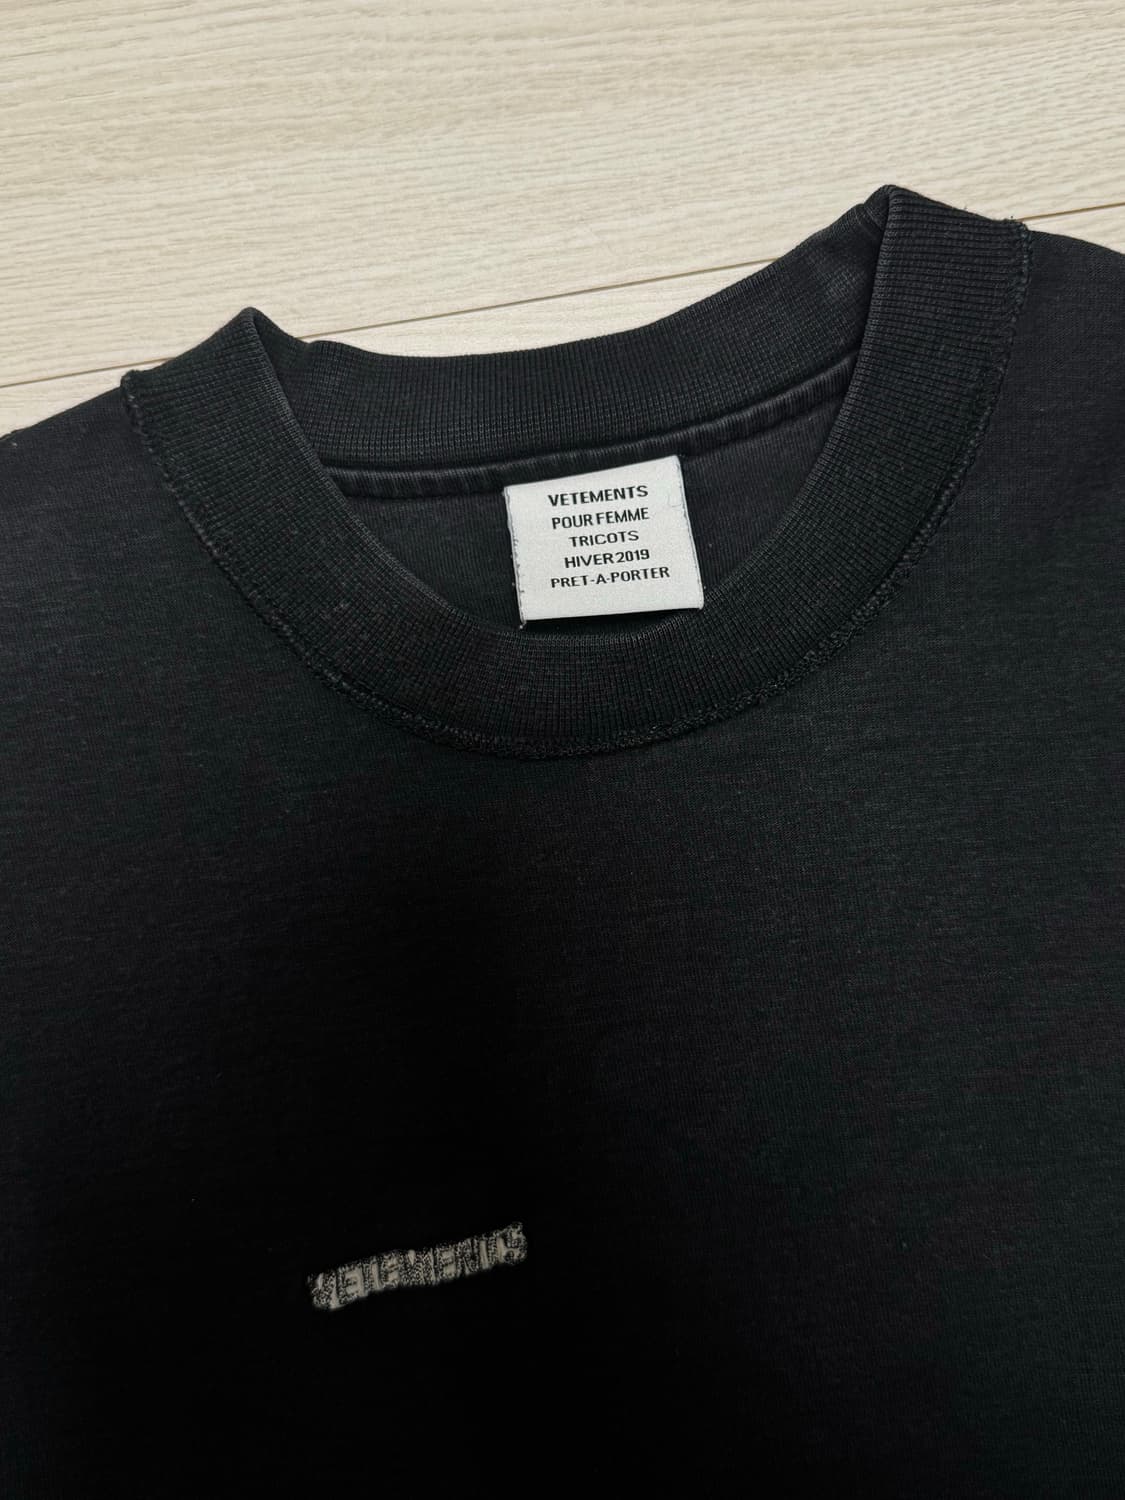 VETEMENTS
POUR FEMME
TRICOTS
HIVER 2019
PRET-A-PORTER
VETEMENTS